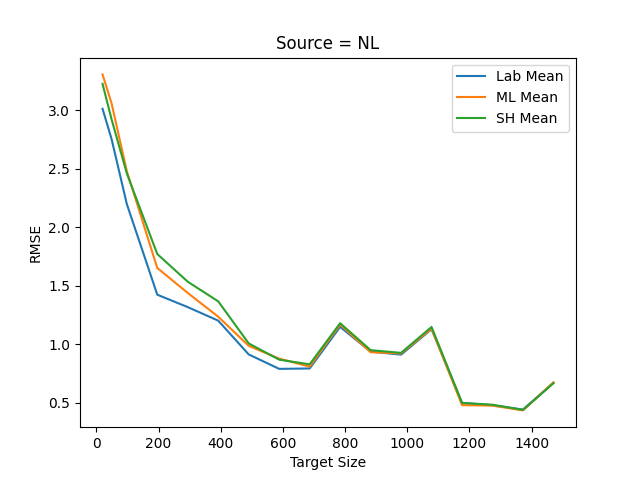 Source = NL
Lab Mean
ML Mean
SH Mean
3.0
2.5
2.0
1.5
1.0
0.5
RMSE
0 200 400 600 800 1000 1200 1400
Target Size